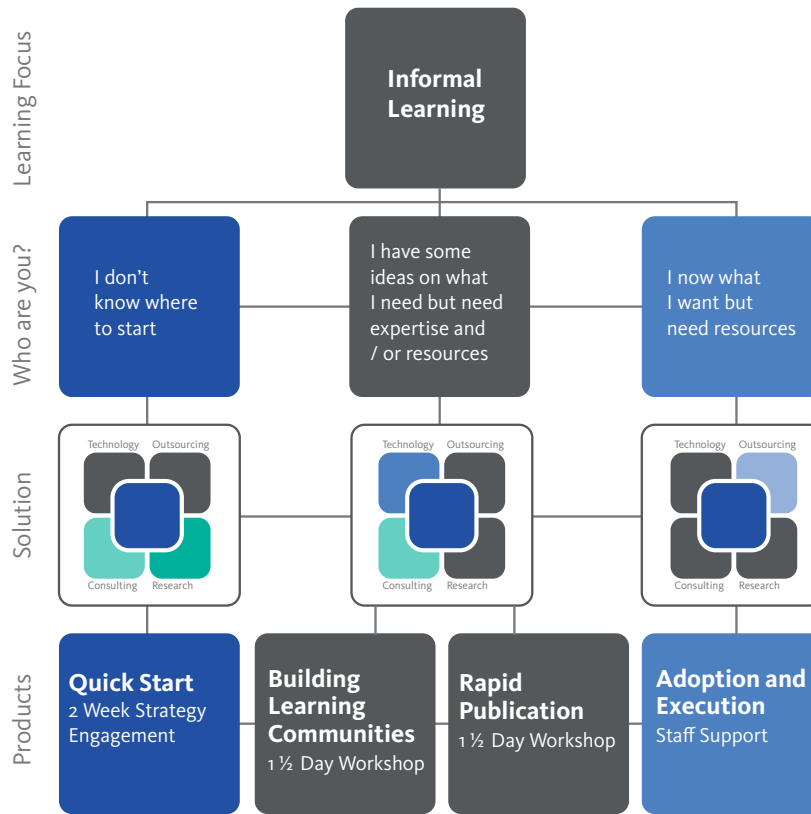 Learning Focus
Informal
Learning
Who are you?
I don't
know where
to start
I have some
ideas on what
I need but need
expertise and
/ or resources
I now what
I want but
need resources
Solution
Technology Outsourcing
Consulting Research
Technology Outsourcing
Consulting Research
Technology Outsourcing
Consulting Research
Products
Quick Start
2 Week Strategy
Engagement
Building
Learning
Communities
1 ½ Day Workshop
Rapid
Publication
1 ½ Day Workshop
Adoption and
Execution
Staff Support